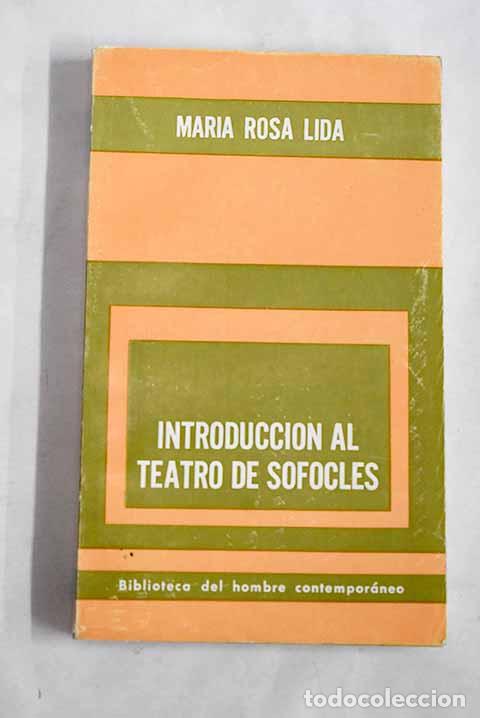 MARIA ROSA LIDA
INTRODUCCION AL
TEATRO DE SOFOCLES
Biblioteca del hombre contemporáneo
todocoleccion